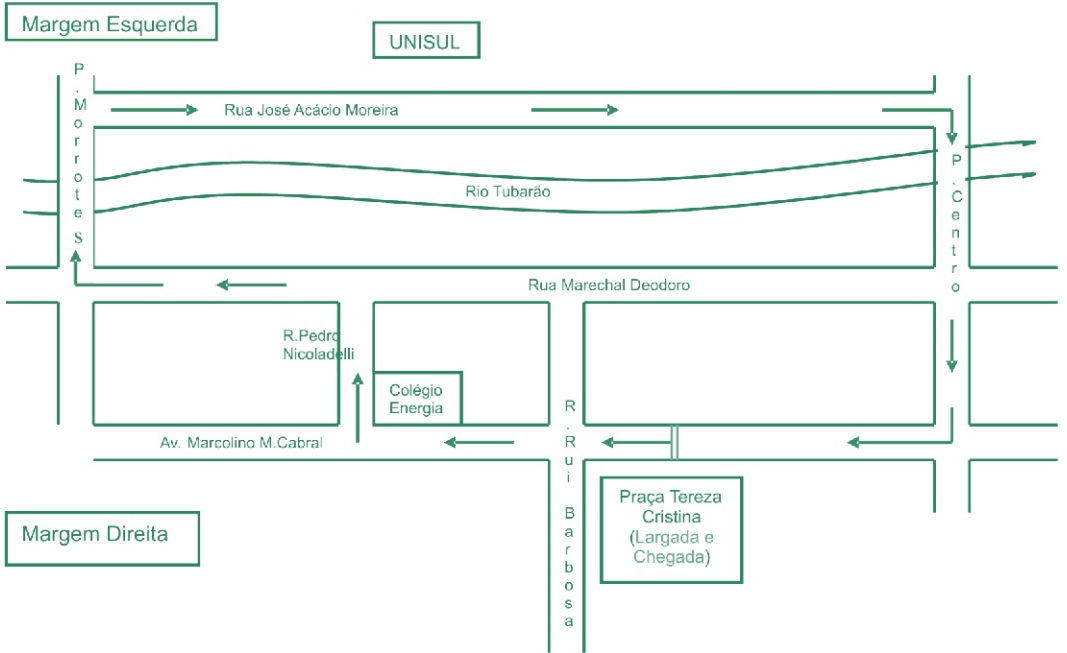 Margem Esquerda
UNISUL
P.Morrotes
Rua José Acácio Moreira
Rio Tubarão
P.Centro
Rua Marechal Deodoro
R.Pedro
Nicoladelli
Colégio
Energia
R.Rui Barbosa
Av. Marcolino M.Cabral
Praça Tereza
Cristina
(Largada e
Chegada)
Margem Direita